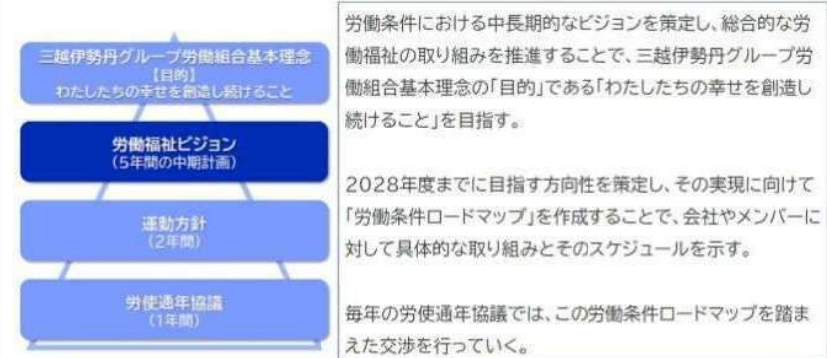 三越伊勢丹グループ労働組合基本理念
【目的】
わたしたちの幸せを創造し続けること
労働福祉ビジョン
(5年間の中期計画)
運動方針
(2年間)
労使通年協議
(1年間)
労働条件における中長期的なビジョンを策定し、総合的な労
働福祉の取り組みを推進することで、三越伊勢丹グループ労
働組合基本理念の「目的」である「わたしたちの幸せを創造し
続けること」を目指す。
2028年度までに目指す方向性を策定し、その実現に向けて
「労働条件ロードマップ」を作成することで、会社やメンバーに
対して具体的な取り組みとそのスケジュールを示す。
毎年の労使通年協議では、この労働条件ロードマップを踏ま
えた交渉を行っていく。